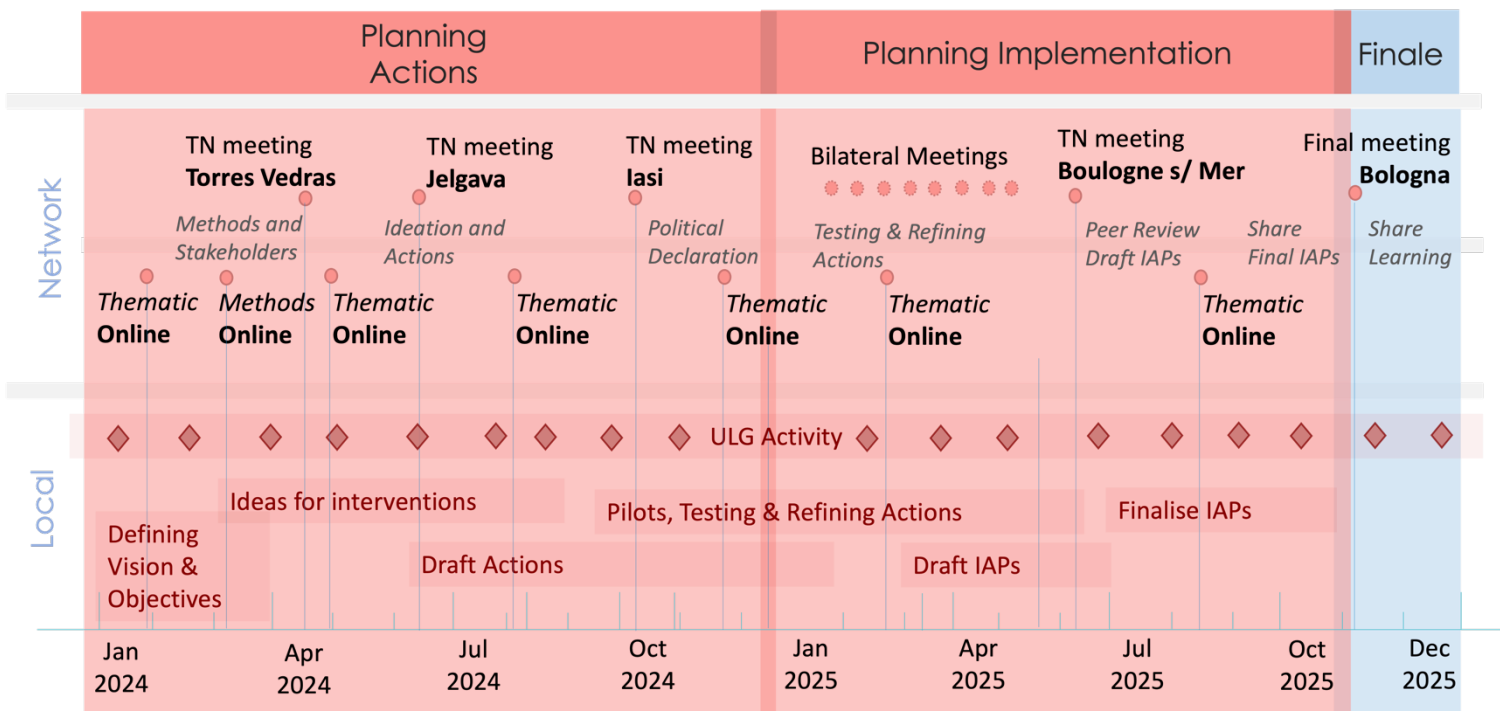 Planning
Actions
Planning Implementation
Finale
Network
TN meeting
Torres Vedras
TN meeting
Jelgava
TN meeting
Iasi
Bilateral Meetings
TN meeting
Boulogne s/ Mer
Final meeting
Bologna
Methods and
Stakeholders
Ideation and
Actions
Political
Declaration
Testing & Refining
Actions
Peer Review
Draft IAPs
Share
Final IAPs
Share
Learning
Thematic
Online
Methods
Online
Thematic
Online
Thematic
Online
Thematic
Online
Thematic
Online
Thematic
Online
Local
ULG Activity
Ideas for interventions
Pilots, Testing & Refining Actions
Finalise IAPs
Defining
Vision &
Objectives
Draft Actions
Draft IAPs
Jan
2024
Apr
2024
Jul
2024
Oct
2024
Jan
2025
Apr
2025
Jul
2025
Oct
2025
Dec
2025